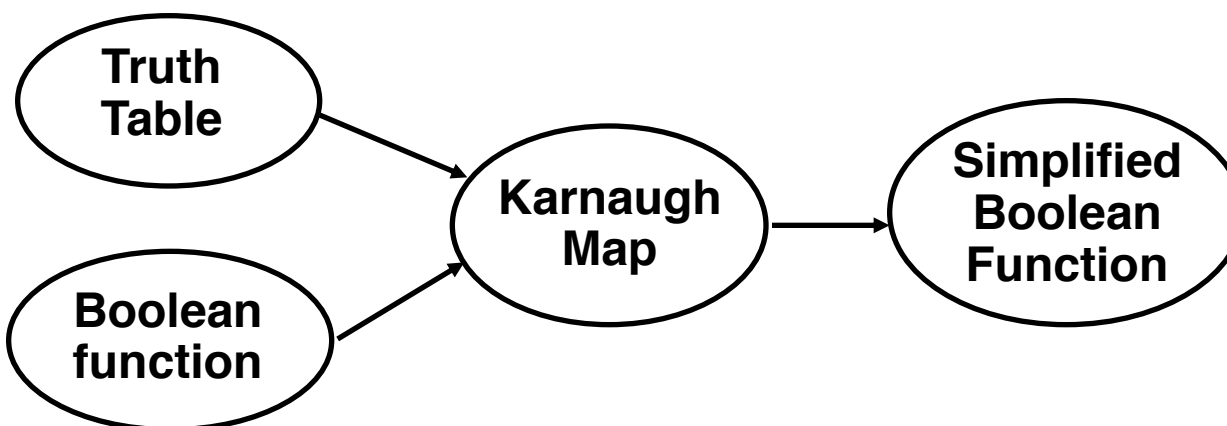 Truth
Table
Karnaugh
Map
Simplified
Boolean
Function
Boolean
function